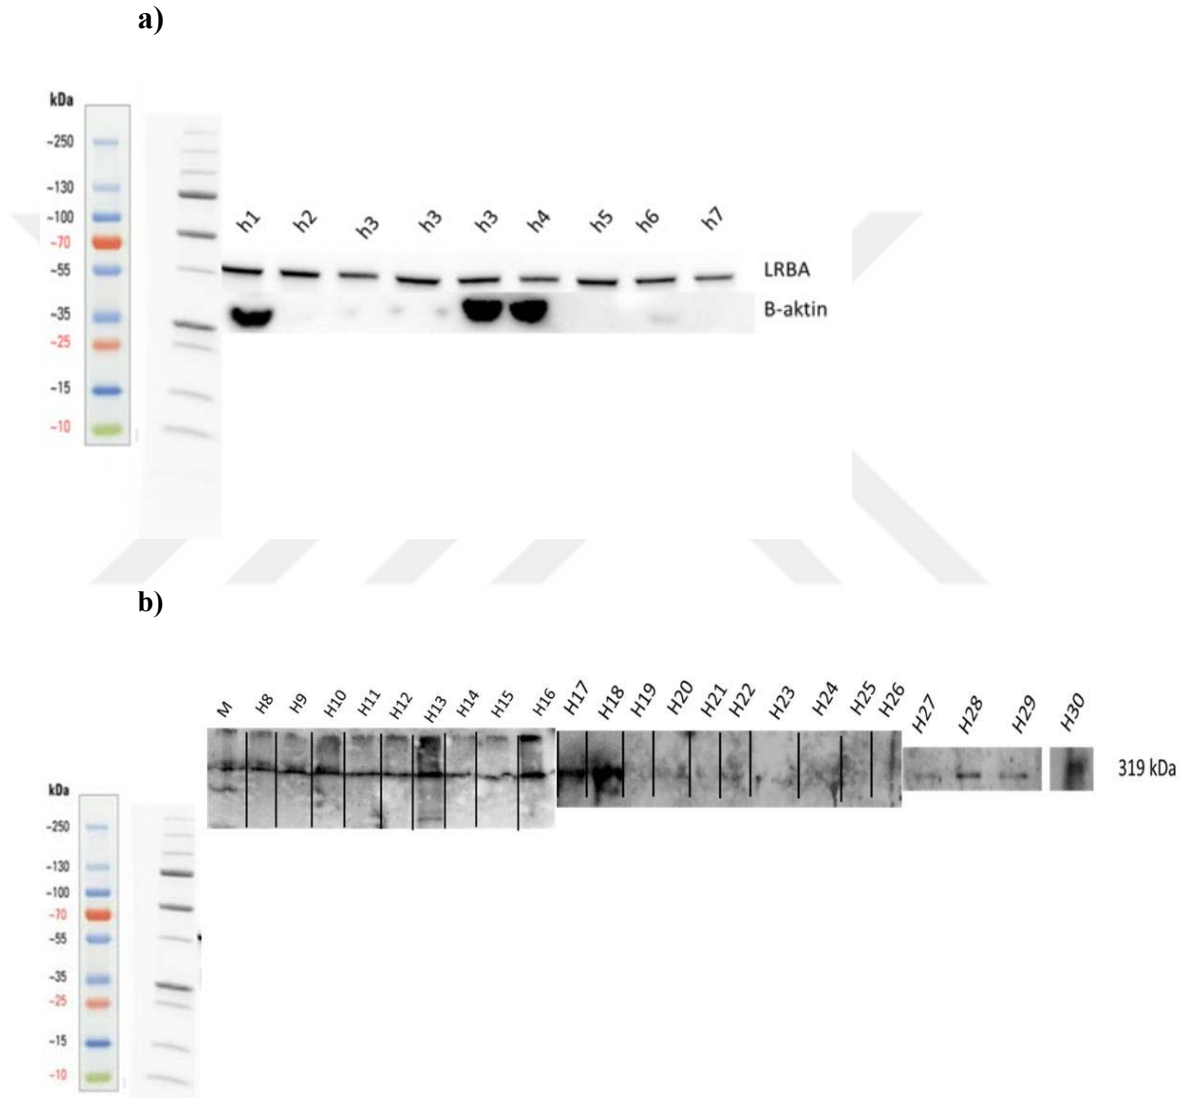 a)
kDa
~250
~130
~100
~70
~55
~35
~25
~15
~10
h1 h2 h3 h3 h3 h4 h5 h6 h7
LRBA
B-aktin
b)
M H8 H9 H10 H11 H12 H13 H14 H15 H16 H17 H18 H19 H20 H21 H22 H23 H24 H25 H26 H27 H28 H29 H30
319 kDa
kDa
~250
~130
~100
~70
~55
~35
~25
~15
~10